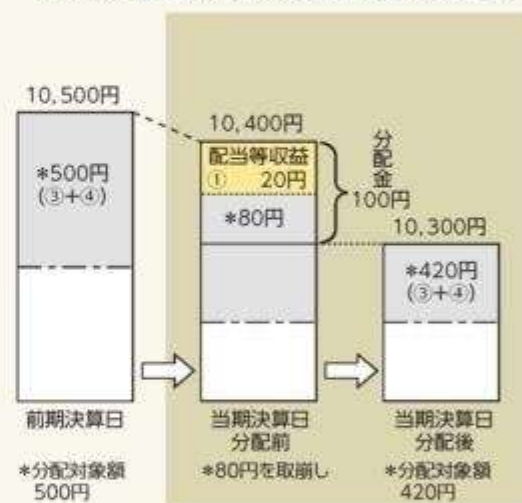 10,500円
*500円
(③+④)
前期決算日
*分配対象額
500円
10,400円
配当等収益
① 20円
*80円
分配金
100円
当期決算日
分配前
*80円を取崩し
10,300円
*420円
(③+④)
当期決算日
分配後
*分配対象額
420円